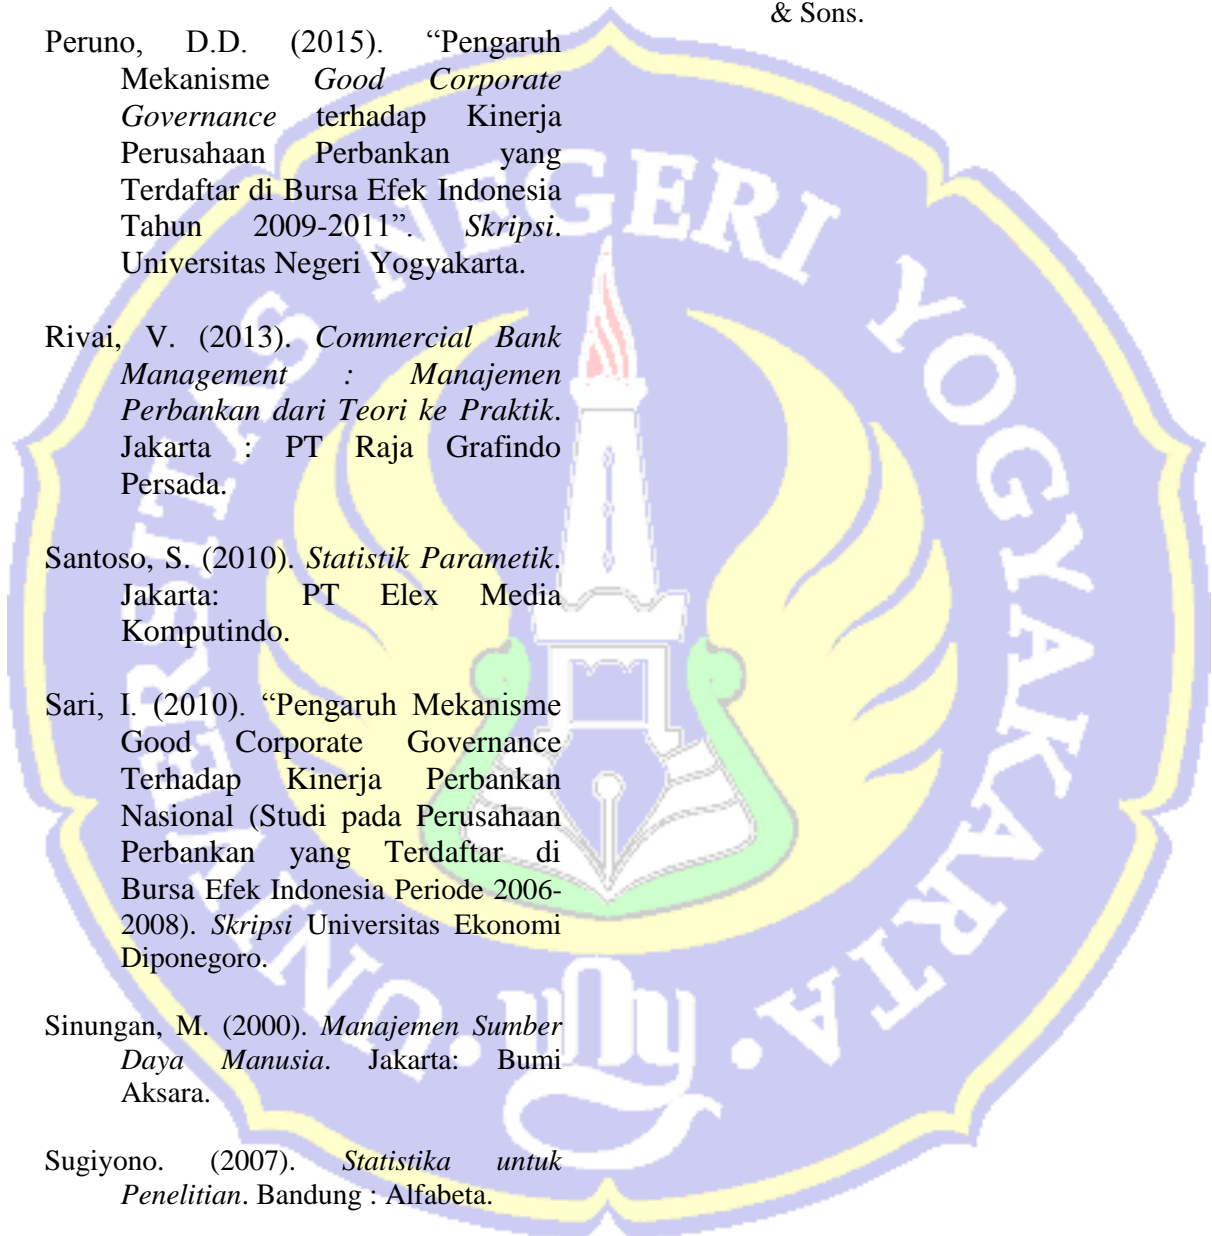 Peruno, D.D. (2015). “Pengaruh
Mekanisme Good Corporate
Governance terhadap Kinerja
Perusahaan Perbankan yang
Terdaftar di Bursa Efek Indonesia
Tahun 2009-2011”. Skripsi.
Universitas Negeri Yogyakarta.
Rivai, V. (2013). Commercial Bank
Management : Manajemen
Perbankan dari Teori ke Praktik.
Jakarta : PT Raja Grafindo
Persada.
Santoso, S. (2010). Statistik Parametik.
Jakarta: PT Elex Media
Komputindo.
Sari, I. (2010). “Pengaruh Mekanisme
Good Corporate Governance
Terhadap Kinerja Perbankan
Nasional (Studi pada Perusahaan
Perbankan yang Terdaftar di
Bursa Efek Indonesia Periode 2006-
2008). Skripsi Universitas Ekonomi
Diponegoro.
Sinungan, M. (2000). Manajemen Sumber
Daya Manusia. Jakarta: Bumi
Aksara.
Sugiyono. (2007). Statistika untuk
Penelitian. Bandung : Alfabeta.
& Sons.
UNIVERSITAS NEGERI YOGYAKARTA
uny